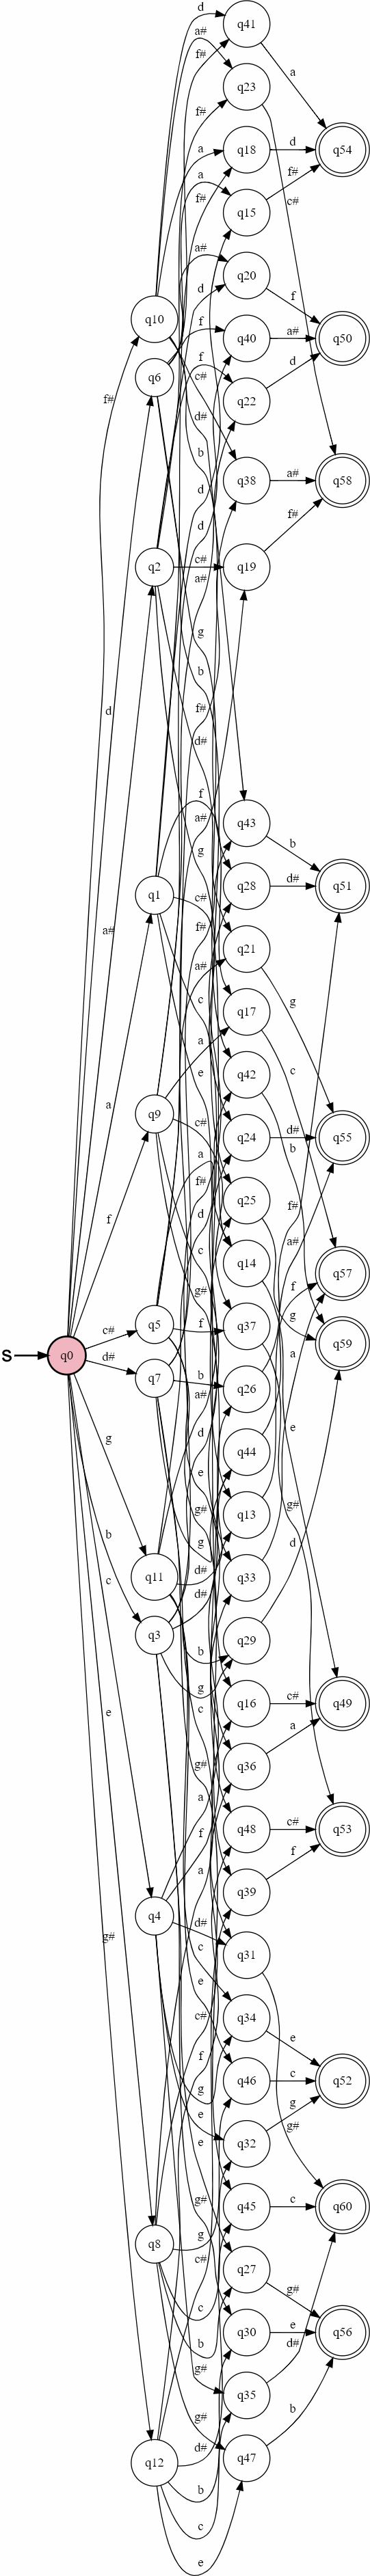 d
q41
a#
f#
a
q23
f#
a
q18
d
q54
a
f#
f#
c#
q15
a#
q20
d
f
q10
f
q40
a#
q50
f
d
q6
c#
f#
q22
d#
b
a#
q38
a#
q58
d
f#
d
q2
c#
q19
a#
g
b
f#
d
d#
f
a#
q43
b
g
q28
d#
q51
q1
c#
a
a#
f#
q21
a#
c
g
f#
q17
a
a#
c
e
q42
q9
c#
q24
d#
q55
b
a
f#
q25
d
f
c
q14
q57
f
g#
g
q5
f
q37
c#
q59
S
q0
a
d#
q7
b
q26
a#
e
d
g
q44
e
g#
g#
q13
b
g
d
d#
q11
q33
c
d#
q3
q29
b
g
q16
c#
q49
c
e
a
g#
q36
a
q48
c#
q53
f
f
a
q39
q4
d#
g#
c
q31
e
c#
q34
g#
e
f
q46
c
q52
g
g
e
e
q32
g#
q45
c
q60
g
q8
c#
q27
g#
c
q30
e
q56
b
d#
g#
q35
b
g#
d#
q12
q47
b
c
e